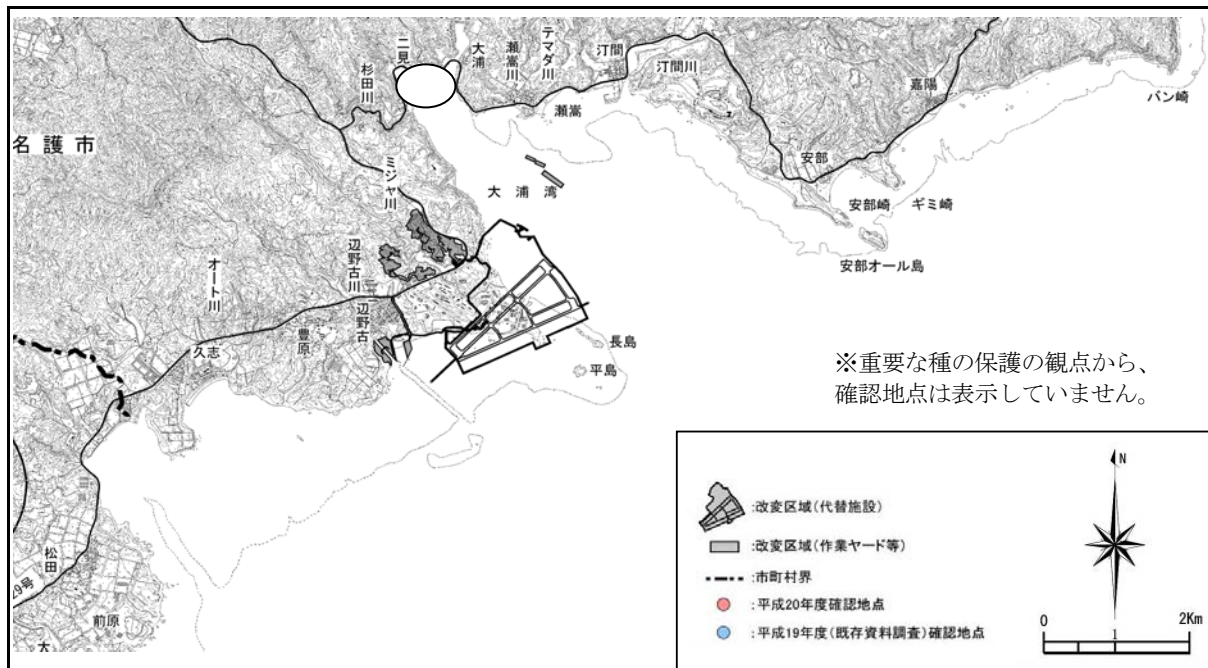 二見
大浦
瀬嵩川
テマダ川
汀間
汀間川
嘉陽
バン崎
杉田川
瀬嵩
名護市
安部
ミジャ川
大浦湾
安部崎
ギミ崎
安部オール島
辺野古川
オート川
辺野古
豊原
久志
長島
平島
※重要な種の保護の観点から、
確認地点は表示していません。
:改変区域(代替施設)
:改変区域(作業ヤード等)
:市町村界
:平成20年度確認地点
:平成19年度(既存資料調査)確認地点
N
0 1 2Km
松田
29号
前原